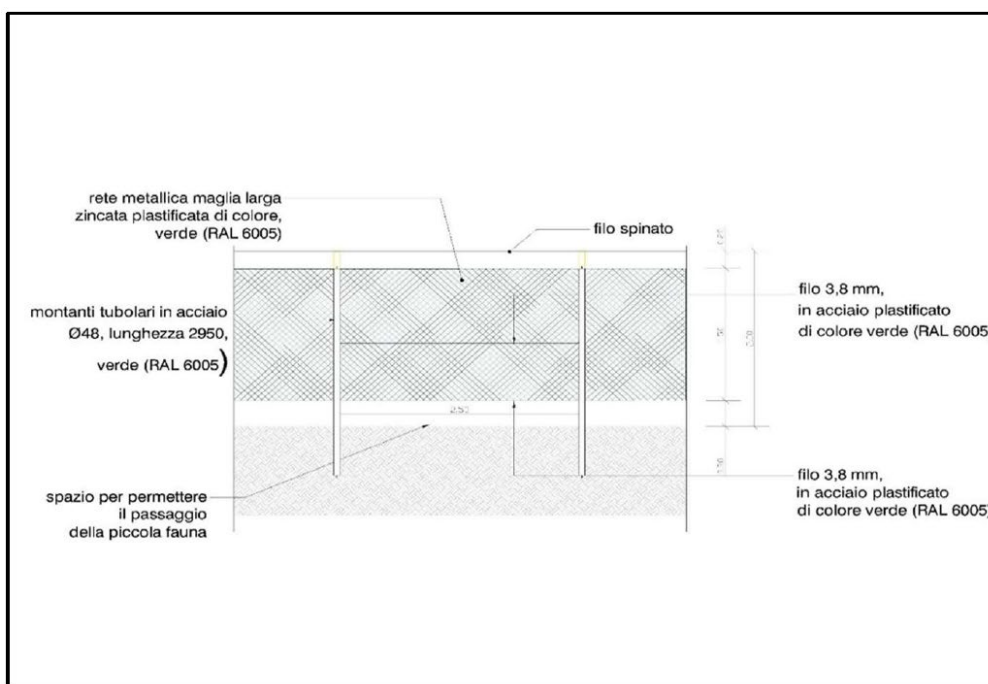 rete metallica maglia larga
zincata plastificata di colore,
verde (RAL 6005)
filo spinato
montanti tubolari in acciaio
Ø48, lunghezza 2950,
verde (RAL 6005)
filo 3,8 mm,
in acciaio plastificato
di colore verde (RAL 6005
2.50
spazio per permettere
il passaggio
della piccola fauna
filo 3,8 mm,
in acciaio plastificato
di colore verde (RAL 6005)